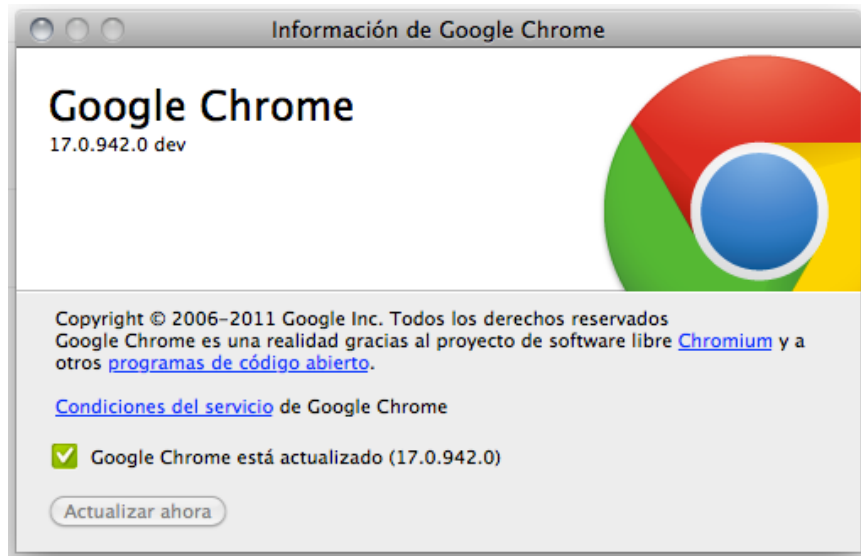 Información de Google Chrome
Google Chrome
17.0.942.0 dev
Copyright © 2006-2011 Google Inc. Todos los derechos reservados
Google Chrome es una realidad gracias al proyecto de software libre Chromium y a
otros programas de código abierto.
Condiciones del servicio de Google Chrome
Google Chrome está actualizado (17.0.942.0)
Actualizar ahora